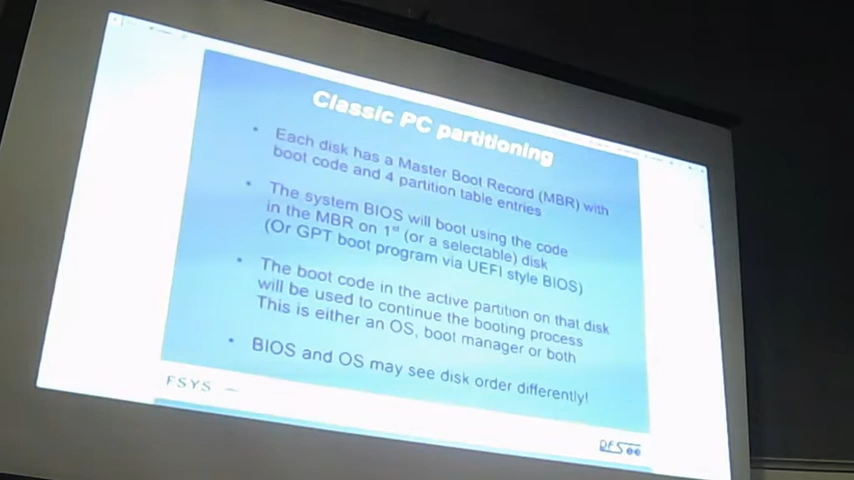 Classic PC partitioning
• Each disk has a Master Boot Record (MBR) with
boot code and 4 partition table entries
• The system BIOS will boot using the code
in the MBR on 1st (or a selectable) disk
(Or GPT boot program via UEFI style BIOS)
• The boot code in the active partition on that disk
will be used to continue the booting process
This is either an OS, boot manager or both
• BIOS and OS may see disk order differently!
FSYS –